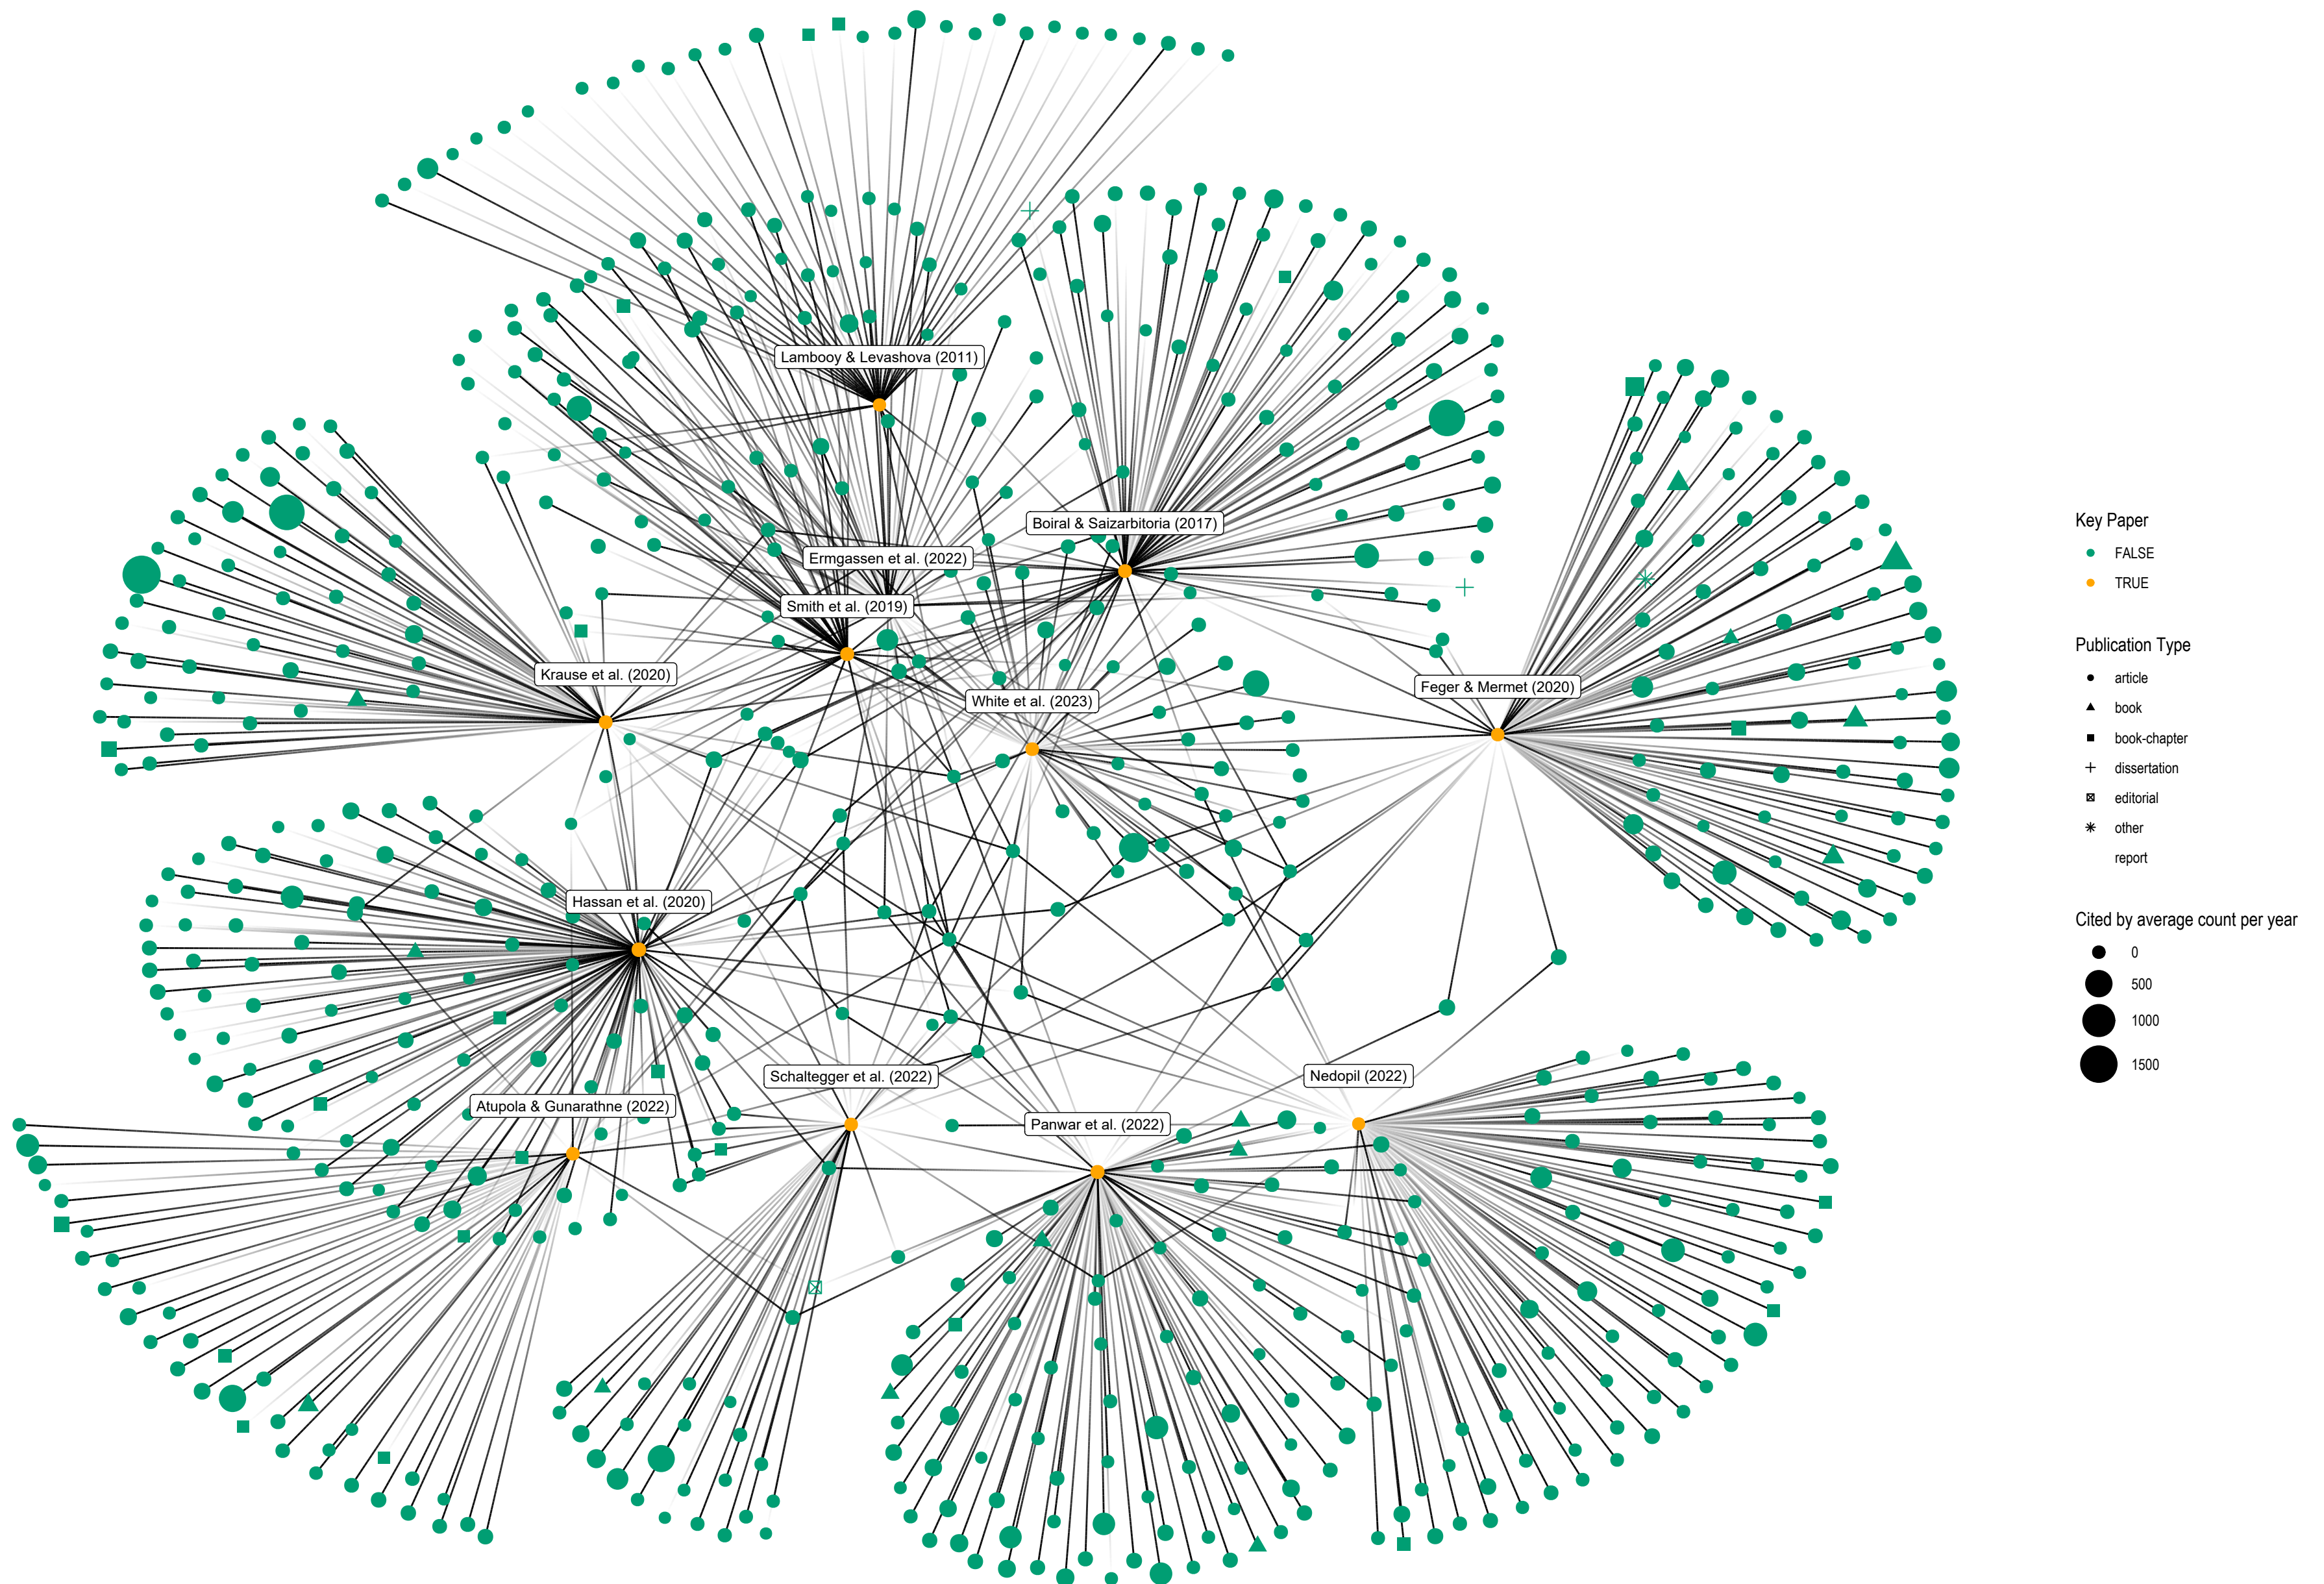 Lambooy & Levashova (2011)
Boiral & Saizarbitoria (2017)
Ermgassen et al. (2022)
Smith et al. (2019)
Krause et al. (2020)
Feger & Mermet (2020)
White et al. (2023)
Hassan et al. (2020)
Schaltegger et al. (2022)
Nedopil (2022)
Atupola & Gunarathne (2022)
Panwar et al. (2022)
Key Paper
FALSE
TRUE
Publication Type
article
book
book-chapter
dissertation
editorial
other
report
Cited by average count per year
0
500
1000
1500